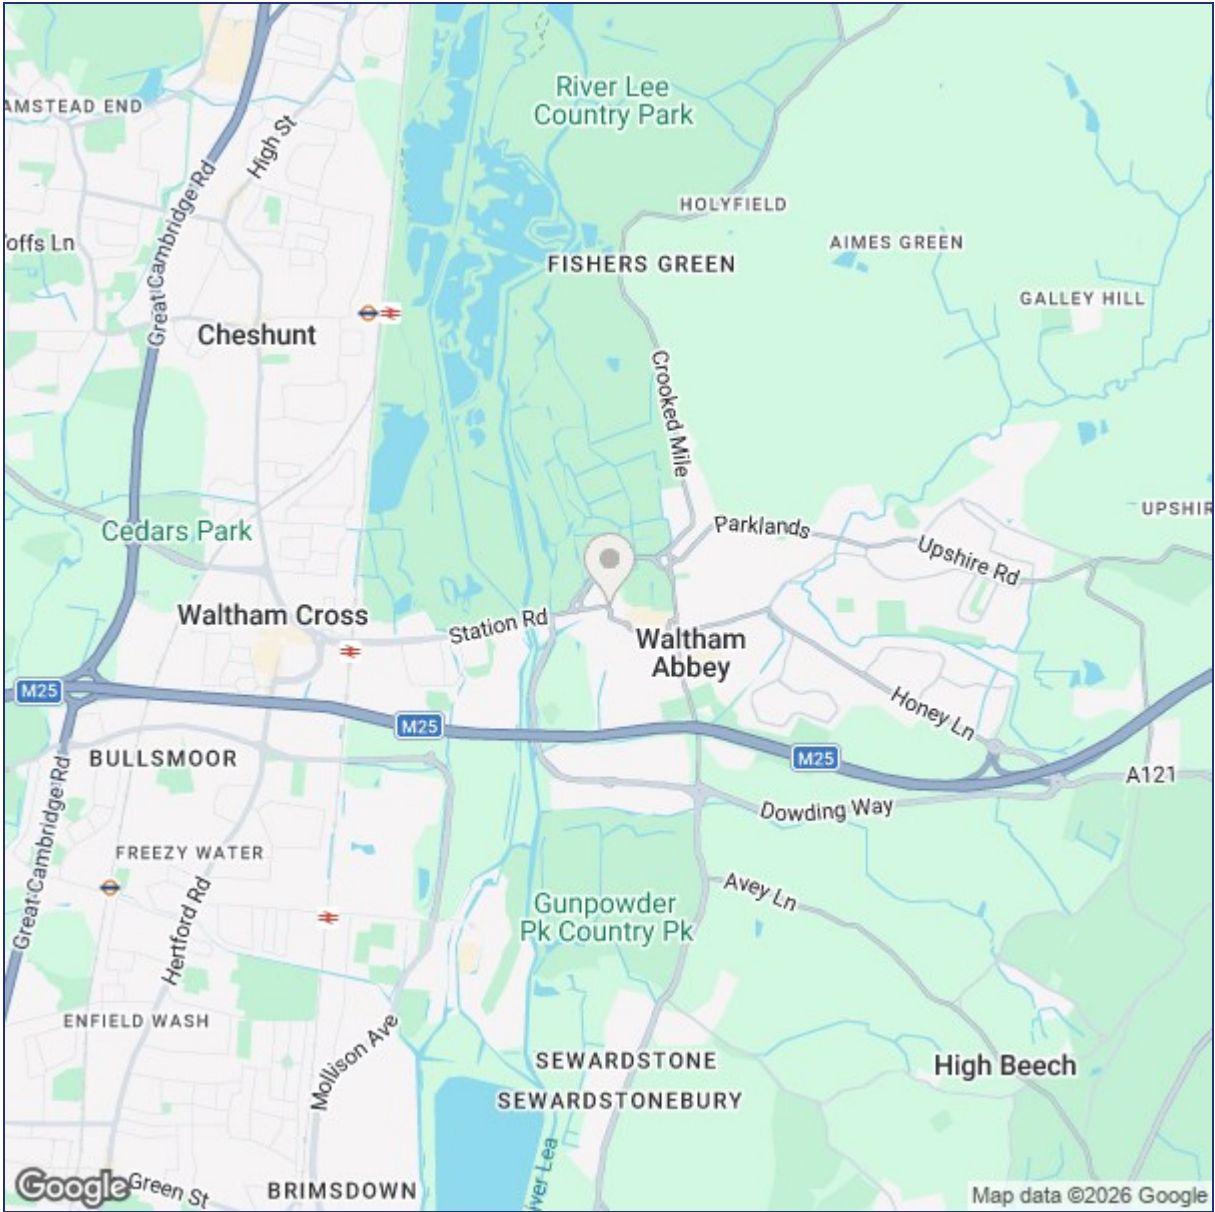 River Lee
Country Park
AMSTEAD END
High St
HOLYFIELD
Great Cambridge Rd
offs Ln
AIMES GREEN
FISHERS GREEN
GALLEY HILL
Cheshunt
Crooked Mile
UPSHIR
Parklands
Cedars Park
Upshire Rd
Waltham Cross
Station Rd
Waltham
Abbey
M25
Honey Ln
M25
M25
BULLSMOOR
A121
Dowding Way
Great Cambridge Rd
FREEZY WATER
Hertford Rd
Avey Ln
Gunpowder
Pk Country Pk
ENFIELD WASH
Mollison Ave
SEWARDSTONE
High Beech
SEWARDSTONEBURY
iver Lea
Google
Green St
BRIMSDOWN
Map data ©2026 Google